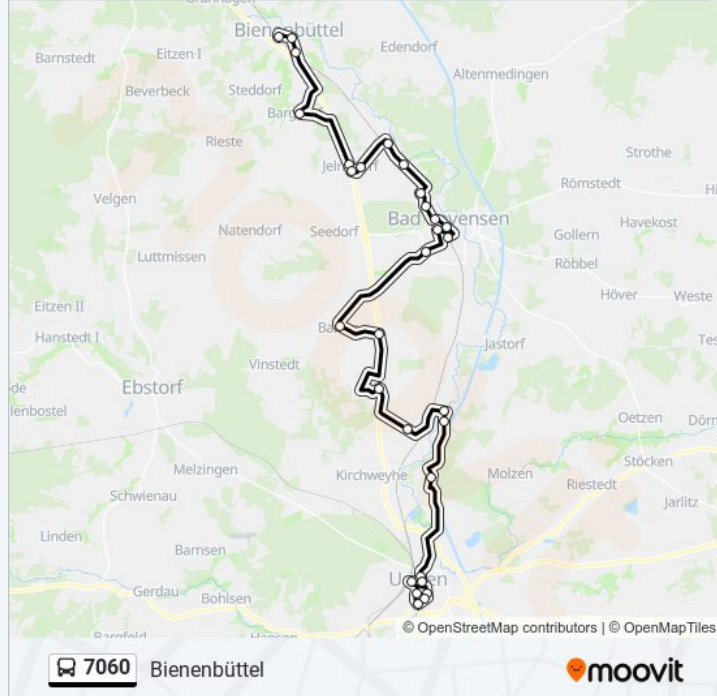 Bienenbüttel
Edendorf
Barnstedt
Eitzen I
Altenmedingen
Beverbeck
Steddorf
Rieste
Strothe
Velgen
Römstedt
Natendorf
Seedorf
Havekost
Gollern
Luttmissen
Röbbel
Höver
Weste
Eitzen II
Hanstedt I
Jastorf
Vinstedt
Ebstorf
Oetzen
Melzingen
Kirchweyhe
Molzen
Stöcken
Riestedt
Schwienau
Jarlitz
Linden
Barnsen
Gerdau
Bohlsen
© OpenStreetMap contributors | © OpenMapTiles
7060 Bienenbüttel
moovit